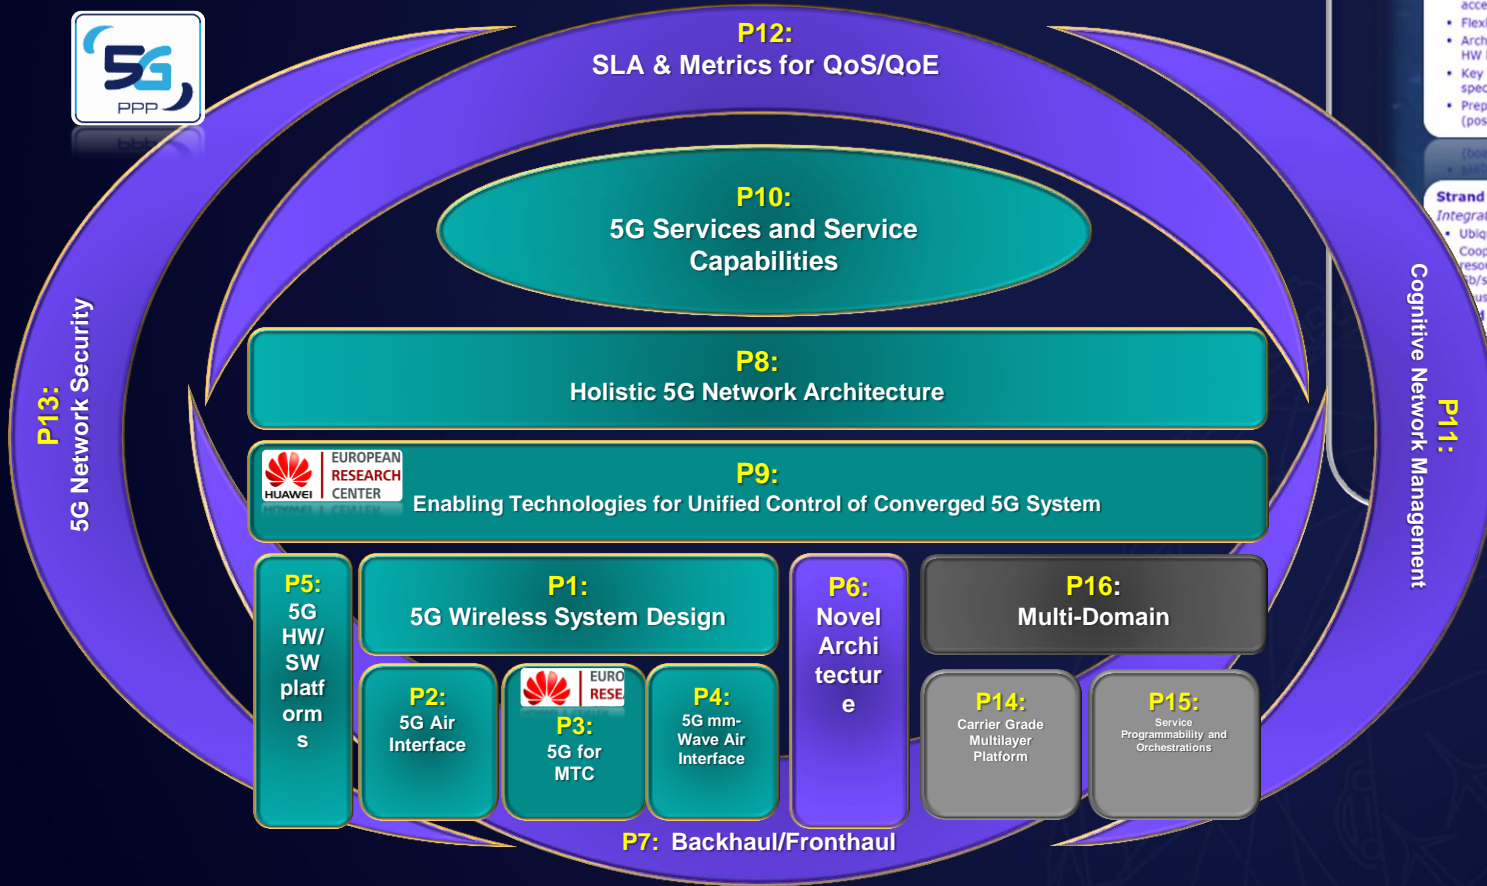 5G
PPP
P12:
SLA & Metrics for QoS/QoE
P10:
5G Services and Service
Capabilities
P13:
5G Network Security
P8:
Holistic 5G Network Architecture
P11:
Cognitive Network Management
HUAWEI
EUROPEAN
RESEARCH
CENTER
P9:
Enabling Technologies for Unified Control of Converged 5G System
P5:
5G
HW/
SW
platf
orm
s
P1:
5G Wireless System Design
P6:
Novel
Archi
tectur
e
P16:
Multi-Domain
P2:
5G Air
Interface
EURO
RESE
P3:
5G for
MTC
P4:
5G mm-
Wave Air
Interface
P14:
Carrier Grade
Multilayer
Platform
P15:
Service
Programmability and
Orchestrations
P7: Backhaul/Fronthaul
HW
Key
Strand